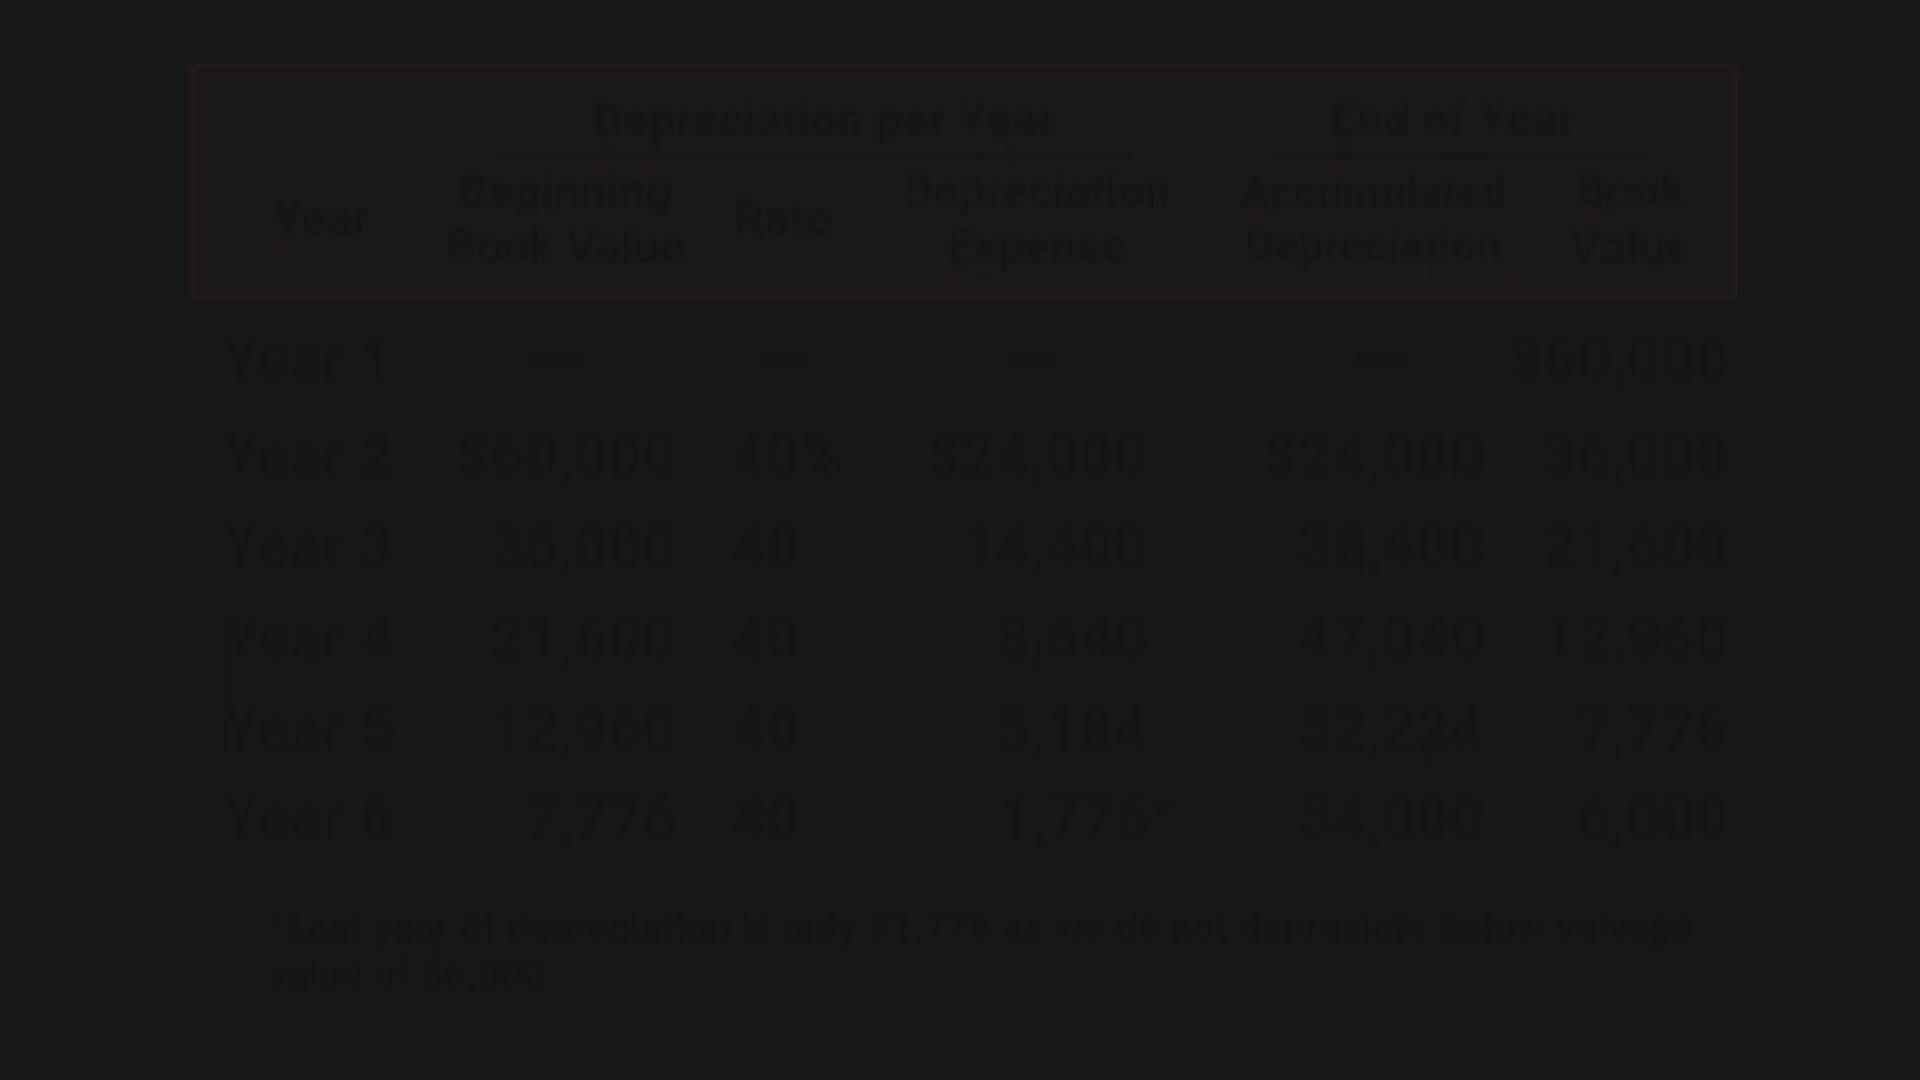 Depreciation per Year End of Year
Year Beginning Book Value Rate Depreciation Expense Accumulated Depreciation Book Value
Year 1 — — — — $60,000
Year 2 $60,000 40% $24,000 $24,000 36,000
Year 3 36,000 40 14,400 38,400 21,600
Year 4 21,600 40 8,640 47,040 12,960
Year 5 12,960 40 5,184 52,224 7,776
Year 6 7,776 40 1,776* 54,000 6,000
*Last year of depreciation is only $1,776 as we do not depreciate below salvage
value of $6,000